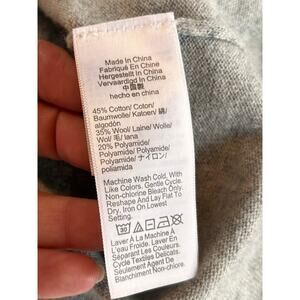 Made In China
Fabriqué En Chine
Hergestellt In China
Vervaardigd In China
中国製
hecho en china
45% Cotton/ Coton/
Baumwolle/ Katoen/ 綿/
algodón
35% Wool/ Laine/ Wolle/
Wol/ 毛/ lana
20% Polyamide/
Polyamide/ Polyamide/
Polyamide/ ナイロン/
poliamida
Machine Wash Cold, With
Like Colors, Gentle Cycle.
Non-chlorine Bleach Only.
Reshape And Lay Flat To
Dry, Iron On Lowest
Setting.
30
Laver À La Machine À
L'eau Froide. Laver En
Séparant Les Couleurs.
Cycle Textiles Délicats.
Seulement Agent De
Blanchiment Non-chlore.